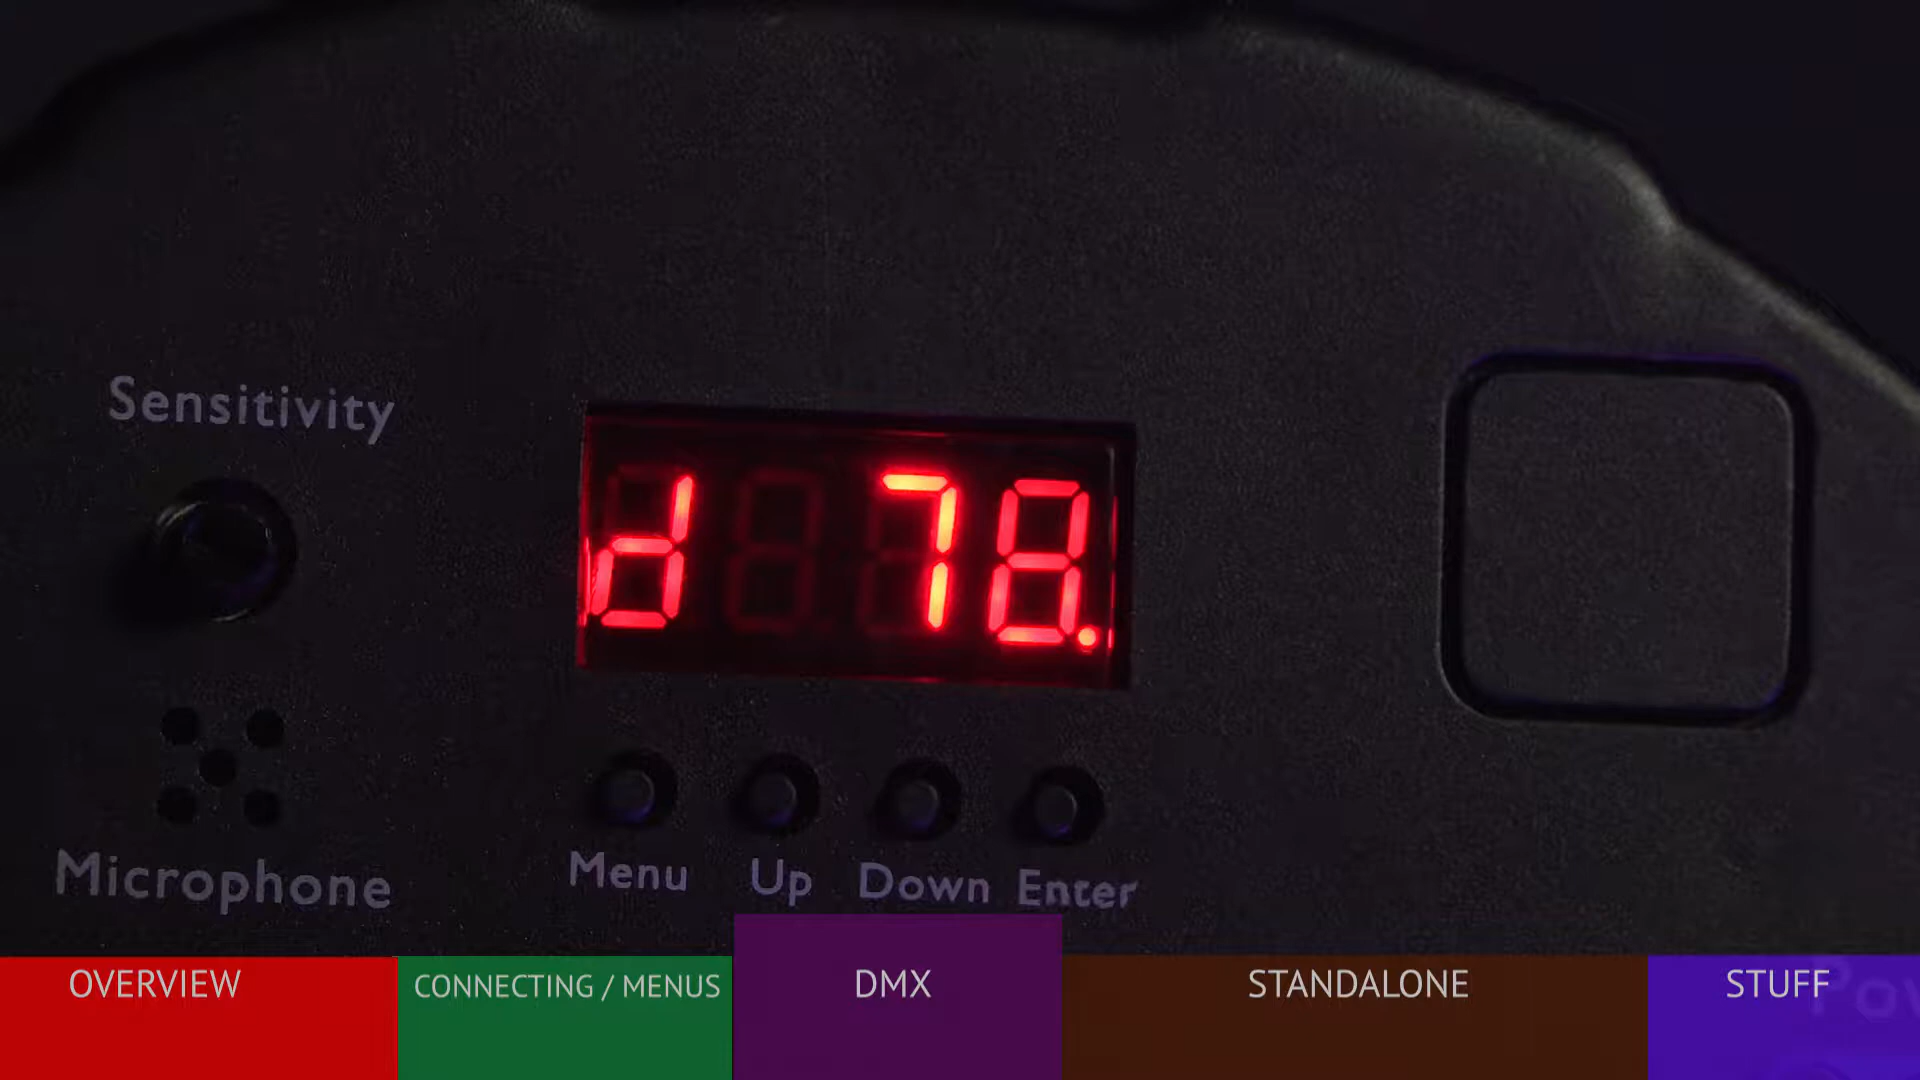 Sensitivity
d 78.
Microphone
Menu Up Down Enter
OVERVIEW CONNECTING / MENUS DMX STANDALONE STUFF